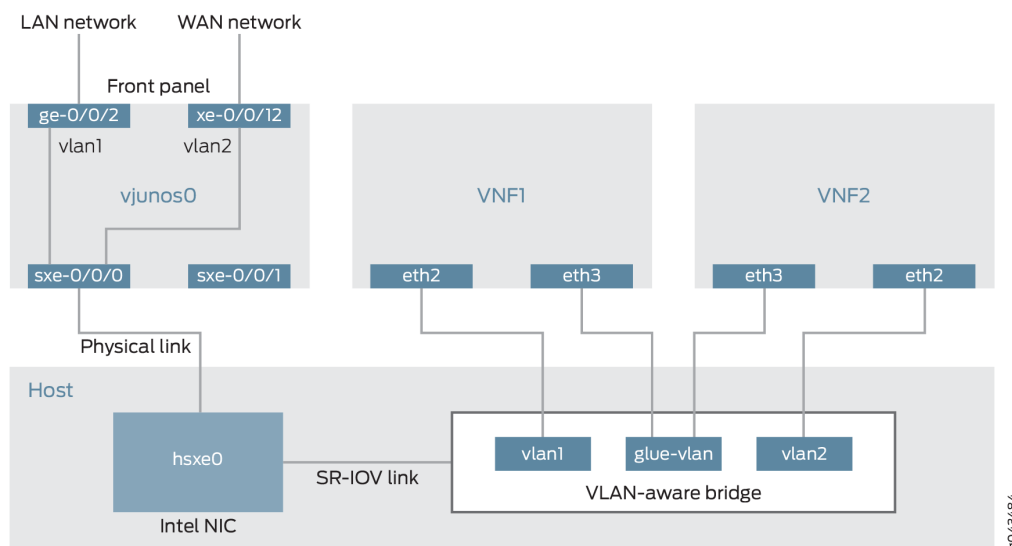 LAN network
WAN network
Front panel
ge-0/0/2
xe-0/0/12
vlan1
vlan2
vjunos0
VNF1
VNF2
sxe-0/0/0
sxe-0/0/1
eth2
eth3
eth3
eth2
Physical link
Host
hsxe0
vlan1
glue-vlan
vlan2
SR-IOV link
VLAN-aware bridge
Intel NIC